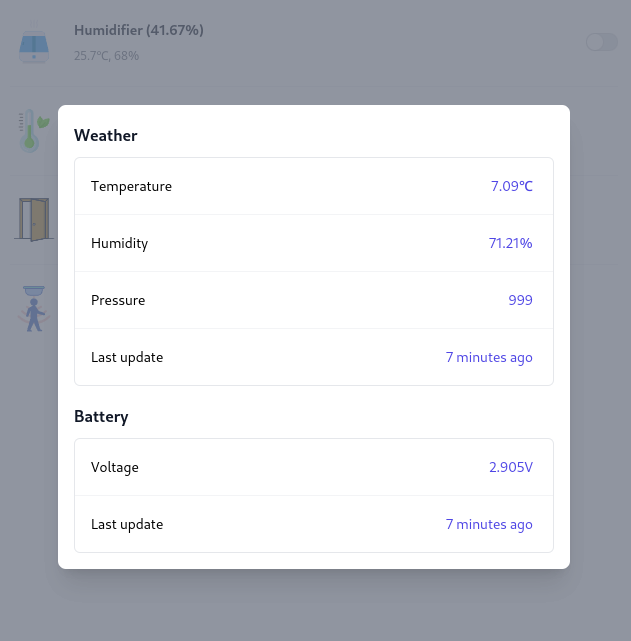 Humidifier (41.67%)
25.7℃, 68%
Weather
Temperature 7.09℃
Humidity 71.21%
Pressure 999
Last update 7 minutes ago
Battery
Voltage 2.905V
Last update 7 minutes ago